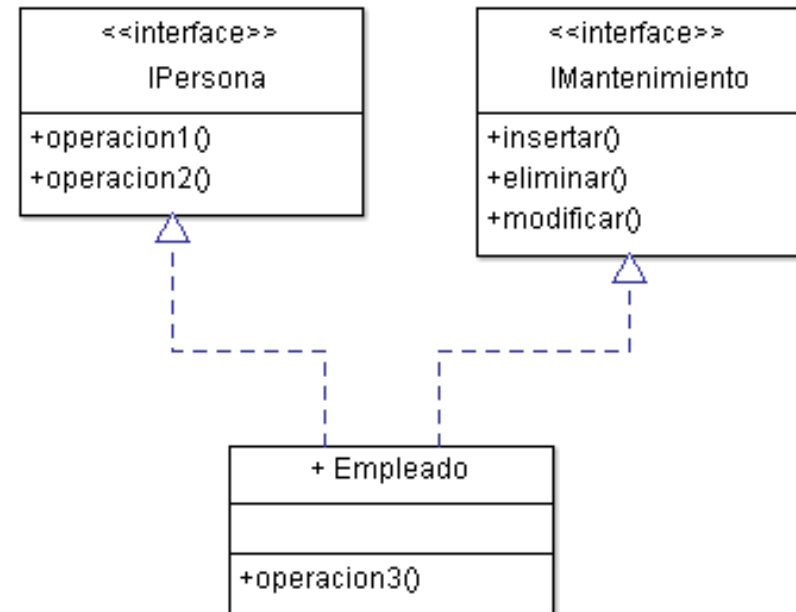 <<interface>>
IPersona
+operacion1()
+operacion2()
<<interface>>
IMantenimiento
+insertar()
+eliminar()
+modificar()
+ Empleado
+operacion3()